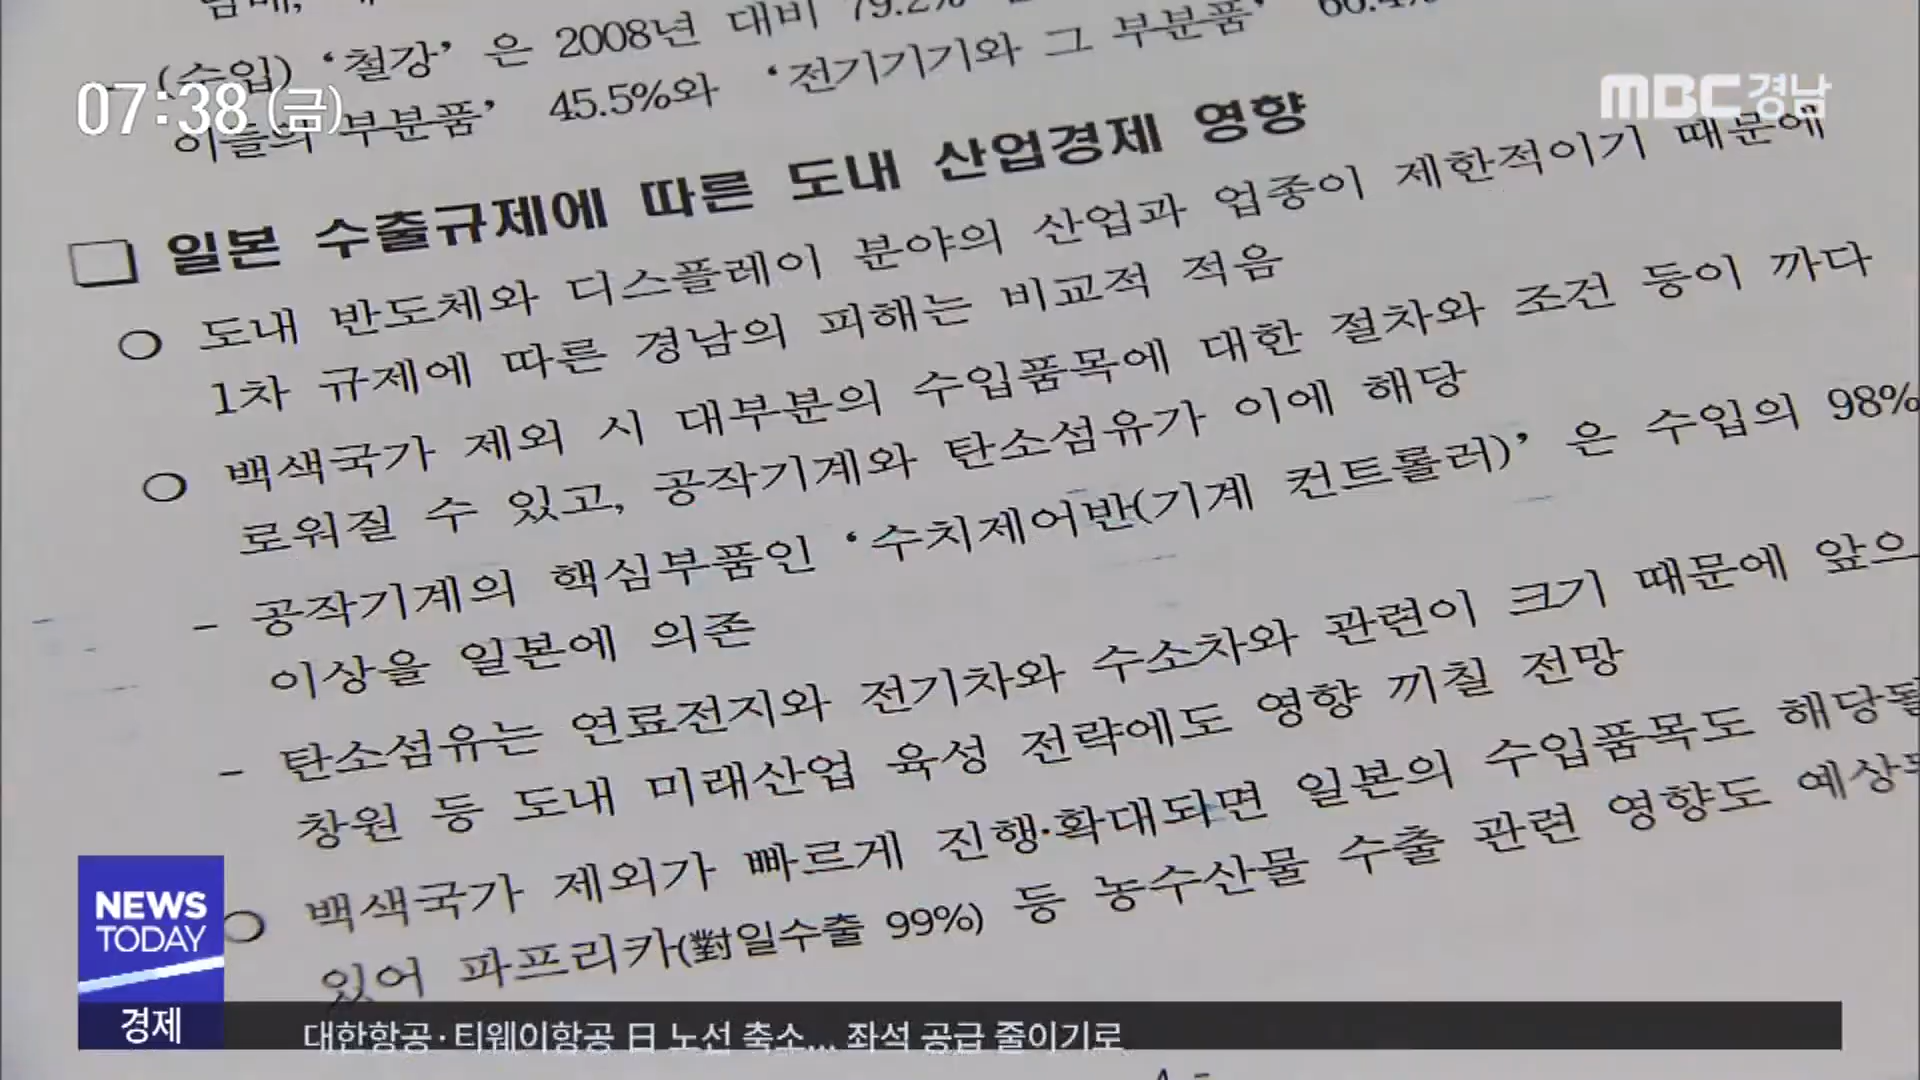 (수입) ‘철강’ 은 2008년 대비 79.2%
이들의 부분품’ 45.5%와 ‘전기기기와 그 부분품’
07:38 (금)
MBC경남
□ 일본 수출규제에 따른 도내 산업경제 영향
○ 도내 반도체와 디스플레이 분야의 산업과 업종이 제한적이기 때문에
1차 규제에 따른 경남의 피해는 비교적 적음
○ 백색국가 제외 시 대부분의 수입품목에 대한 절차와 조건 등이 까다
로워질 수 있고, 공작기계와 탄소섬유가 이에 해당
- 공작기계의 핵심부품인 ‘수치제어반(기계 컨트롤러)’ 은 수입의 98%
이상을 일본에 의존
- 탄소섬유는 연료전지와 전기차와 수소차와 관련이 크기 때문에 앞으
창원 등 도내 미래산업 육성 전략에도 영향 끼칠 전망
○ 백색국가 제외가 빠르게 진행·확대되면 일본의 수입품목도 해당될
있어 파프리카(對일수출 99%) 등 농수산물 수출 관련 영향도 예상
NEWS
TODAY
경제
대한항공·티웨이항공 日 노선 축소... 좌석 공급 줄이기로